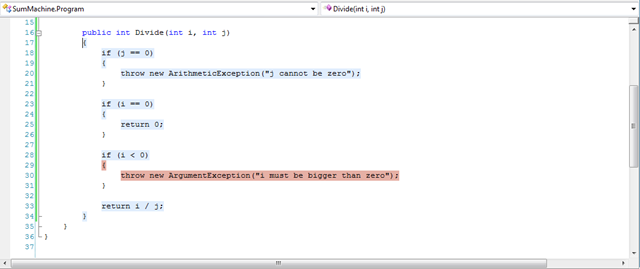 SumMachine.Program
Divide(int i, int j)
15
16 public int Divide(int i, int j)
17 {
18 if (j == 0)
19 {
20 throw new ArithmeticException("j cannot be zero");
21 }
22
23 if (i == 0)
24 {
25 return 0;
26 }
27
28 if (i < 0)
29 {
30 throw new ArgumentException("i must be bigger than zero");
31 }
32
33 return i / j;
34 }
35 }
36 }
37